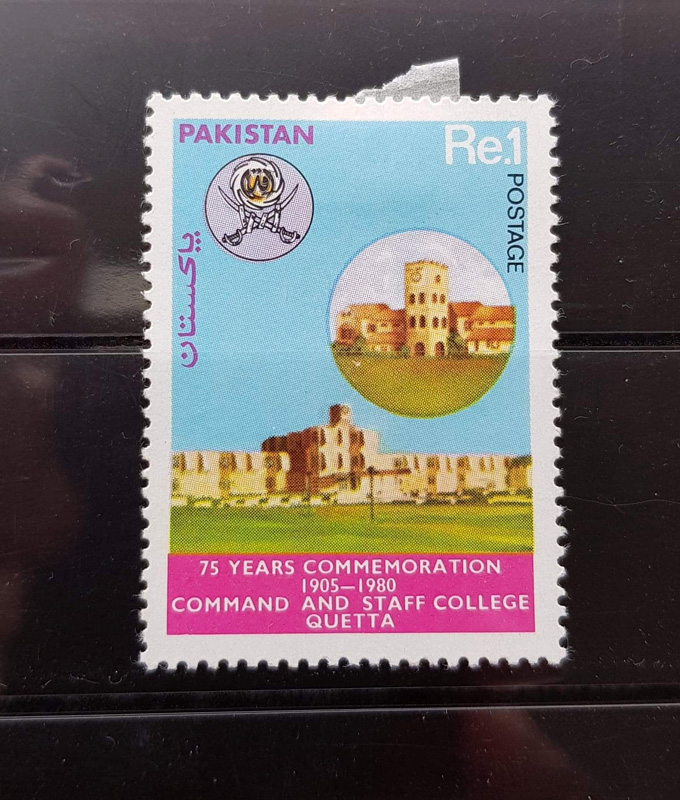 PAKISTAN
Re.1
POSTAGE
پاکستان
75 YEARS COMMEMORATION
1905—1980
COMMAND AND STAFF COLLEGE
QUETTA